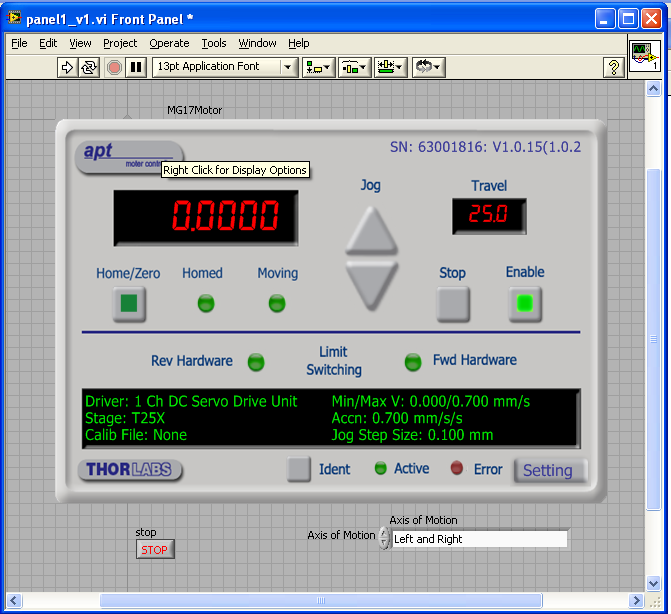 panel1_v1.vi Front Panel *
File Edit View Project Operate Tools Window Help
13pt Application Font
?
1
MG17Motor
apt
motor contro
SN: 63001816: V1.0.15(1.0.2
Right Click for Display Options
Jog
Travel
0.0000
25.0
Home/Zero Homed Moving
Stop Enable
Rev Hardware
Limit
Switching
Fwd Hardware
Driver: 1 Ch DC Servo Drive Unit
Min/Max V: 0.000/0.700 mm/s
Stage: T25X
Accn: 0.700 mm/s/s
Calib File: None
Jog Step Size: 0.100 mm
THORLABS
Ident Active Error Setting
stop
STOP
Axis of Motion
Axis of Motion
Left and Right